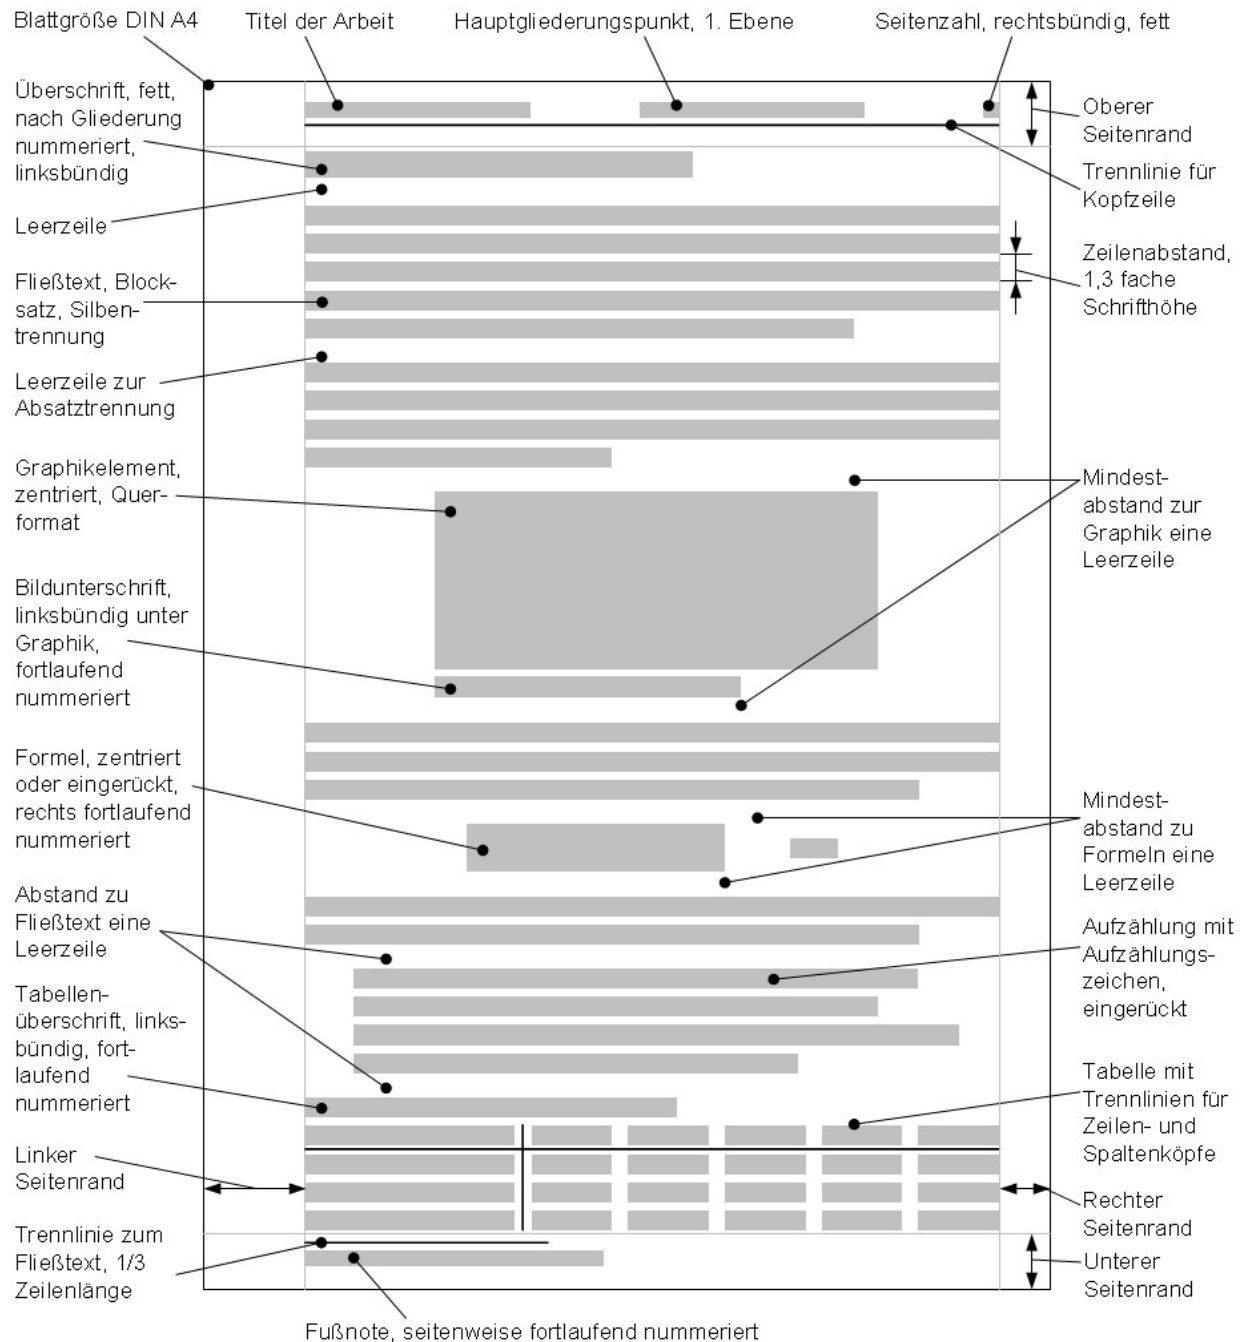 Blattgröße DIN A4
Titel der Arbeit
Hauptgliederungspunkt, 1. Ebene
Seitenzahl, rechtsbündig, fett
Überschrift, fett,
nach Gliederung
nummeriert,
linksbündig
Leerzeile
Fließtext, Block-
satz, Silben-
trennung
Leerzeile zur
Absatztrennung
Graphikelement,
zentriert, Quer-
format
Bildunterschrift,
linksbündig unter
Graphik,
fortlaufend
nummeriert
Formel, zentriert
oder eingerückt,
rechts fortlaufend
nummeriert
Abstand zu
Fließtext eine
Leerzeile
Tabellen-
überschrift, links-
bündig, fort-
laufend
nummeriert
Linker
Seitenrand
Trennlinie zum
Fließtext, 1/3
Zeilenlänge
Oberer
Seitenrand
Trennlinie für
Kopfzeile
Zeilenabstand,
1,3 fache
Schrifthöhe
Mindest-
abstand zur
Graphik eine
Leerzeile
Mindest-
abstand zu
Formeln eine
Leerzeile
Aufzählung mit
Aufzählungs-
zeichen,
eingerückt
Tabelle mit
Trennlinien für
Zeilen- und
Spaltenköpfe
Rechter
Seitenrand
Unterer
Seitenrand
Fußnote, seitenweise fortlaufend nummeriert